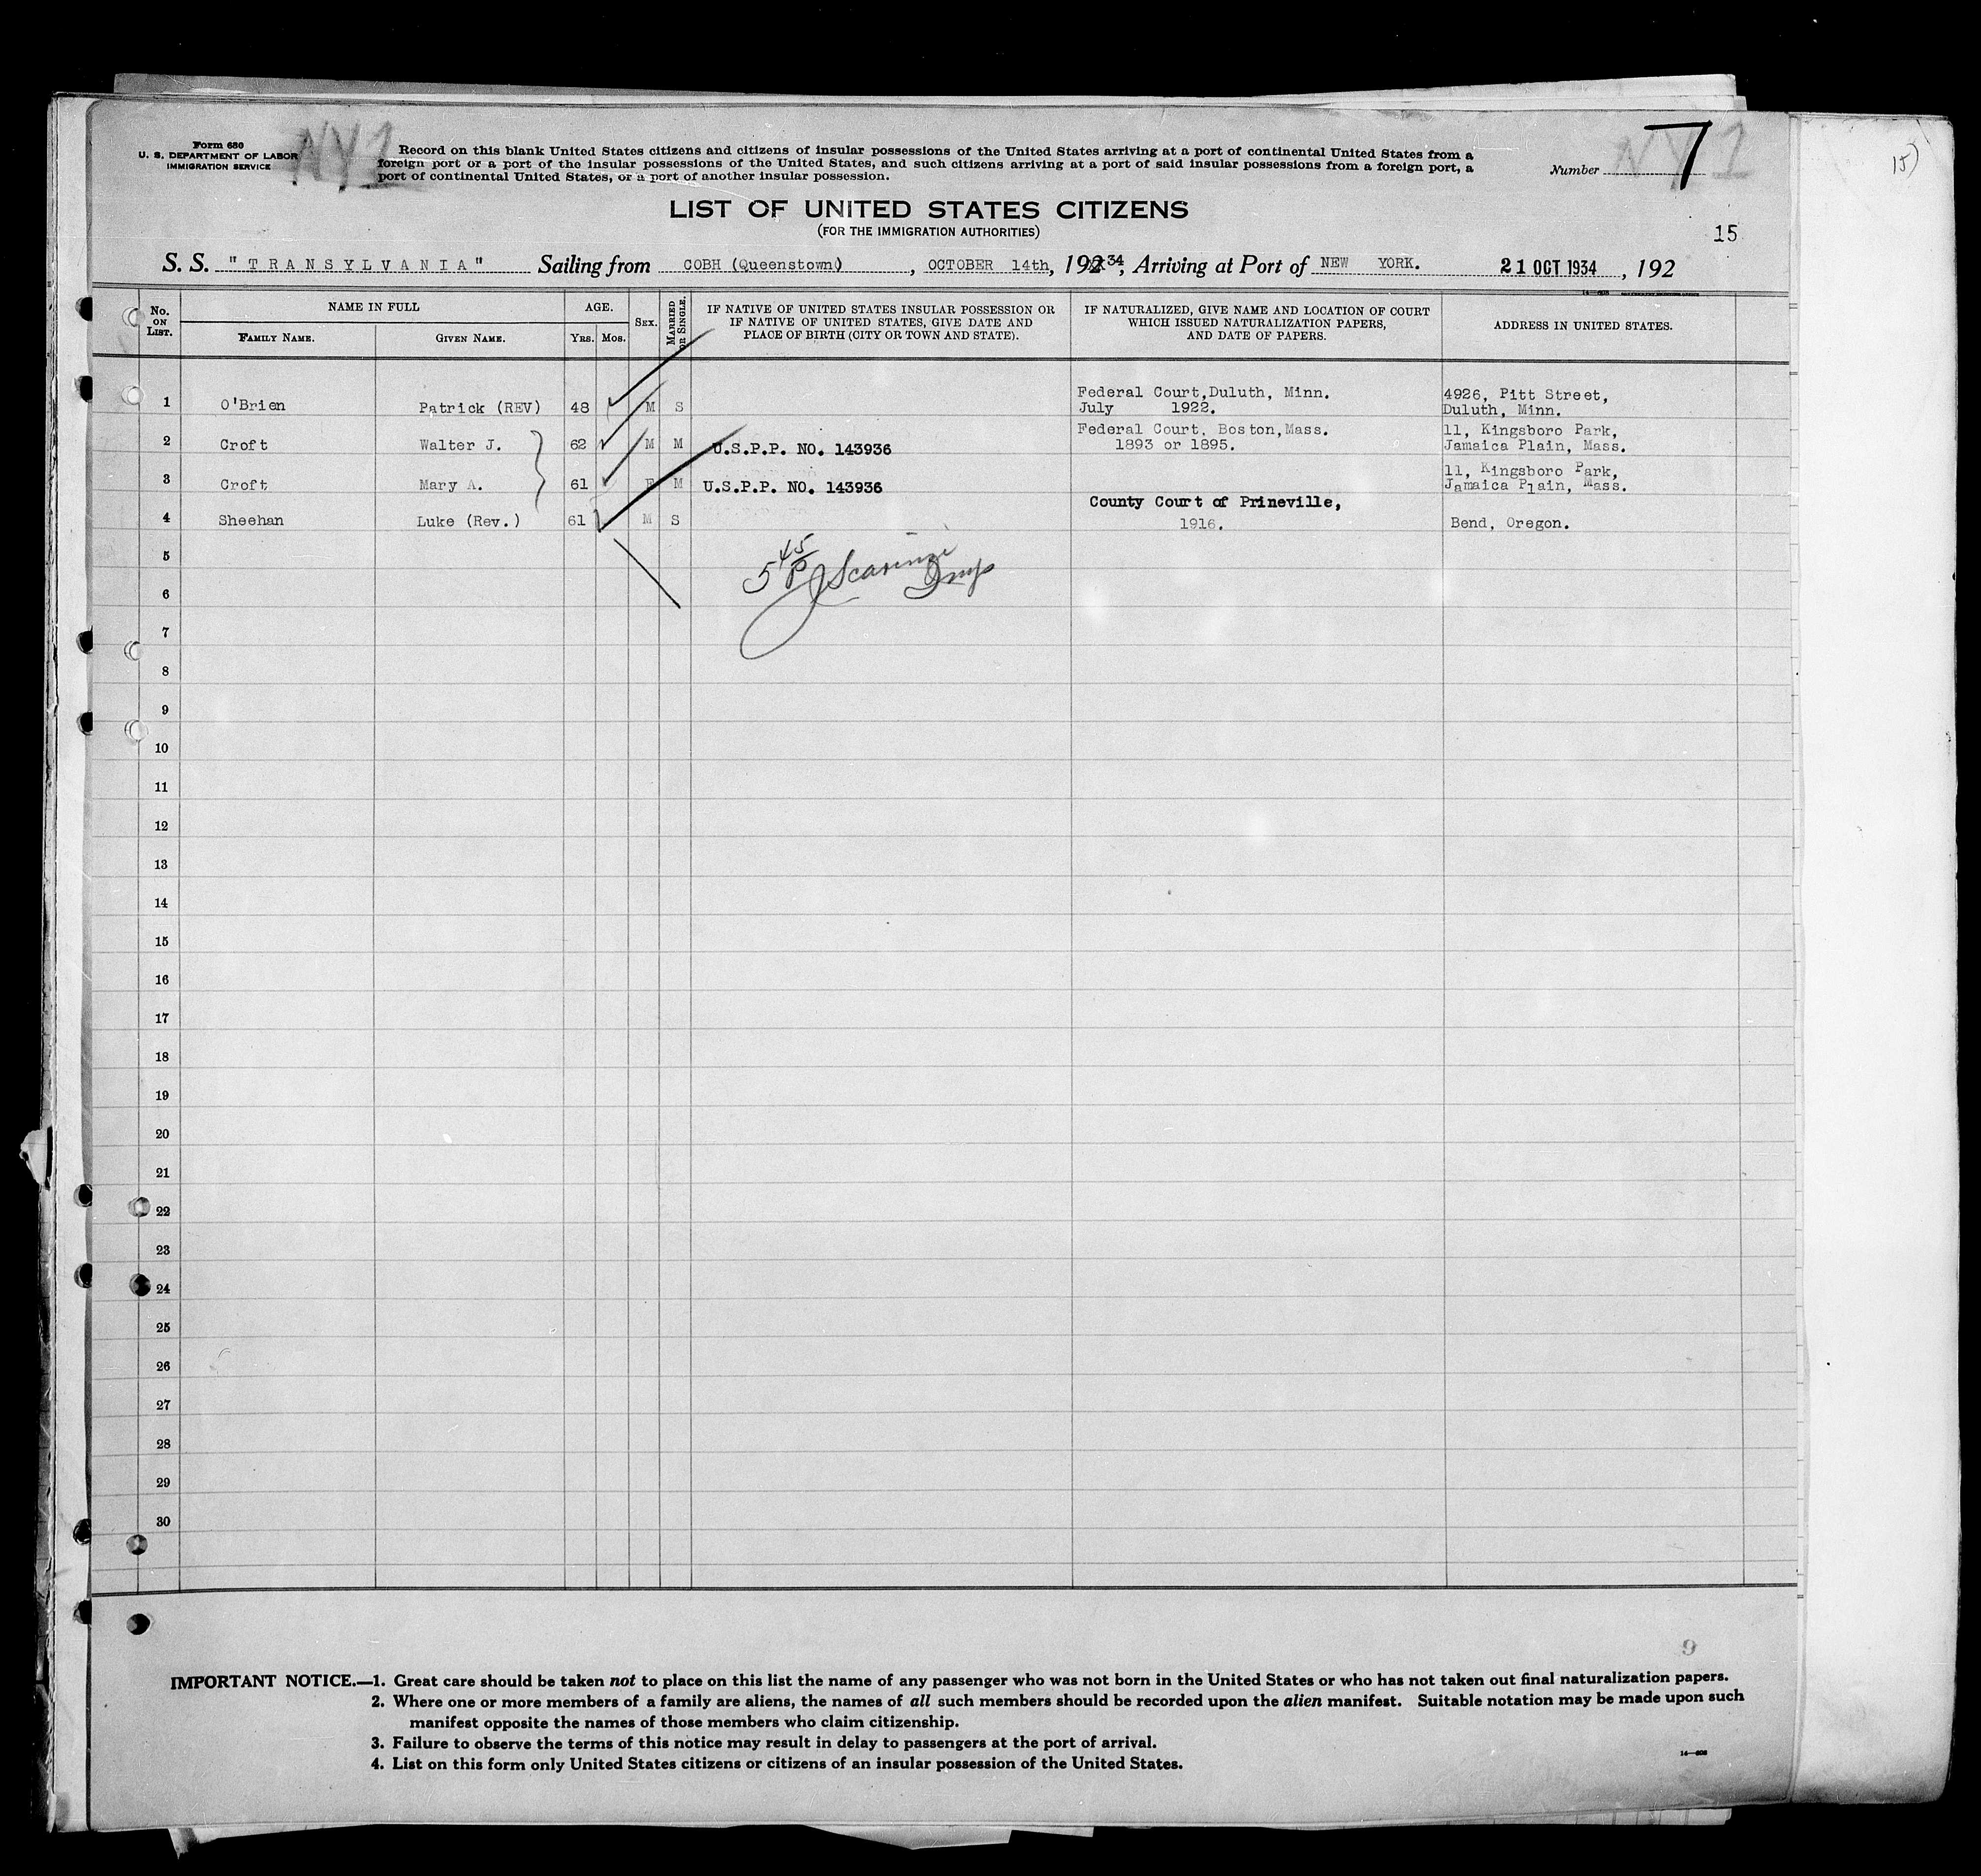 Form 680
U. S. DEPARTMENT OF LABOR
IMMIGRATION SERVICE
NY 1
Record on this blank United States citizens and citizens of insular possessions of the United States arriving at a port of continental United States from a
foreign port or a port of the insular possessions of the United States, and such citizens arriving at a port of said insular possessions from a foreign port, a
port of continental United States, or a port of another insular possession.
Number 7
NY 1
15)
LIST OF UNITED STATES CITIZENS
(FOR THE IMMIGRATION AUTHORITIES)
15
S. S. "TRANSYLVANIA" Sailing from COBH (Queenstown) , OCTOBER 14th, 192 34, Arriving at Port of NEW YORK. 21 OCT 1934 , 192
No. ON LIST.
NAME IN FULL
FAMILY NAME.
GIVEN NAME.
AGE.
YRS. MOS.
SEX.
MARRIED OR SINGLE.
IF NATIVE OF UNITED STATES INSULAR POSSESSION OR
IF NATIVE OF UNITED STATES, GIVE DATE AND
PLACE OF BIRTH (CITY OR TOWN AND STATE).
IF NATURALIZED, GIVE NAME AND LOCATION OF COURT
WHICH ISSUED NATURALIZATION PAPERS,
AND DATE OF PAPERS.
ADDRESS IN UNITED STATES.
1 O'Brien Patrick (REV) 48 M S
Federal Court,Duluth, Minn.
July 1922.
4926, Pitt Street,
Duluth, Minn.
2 Croft Walter J. 62 M M U.S.P.P. NO. 143936
Federal Court, Boston,Mass.
1893 or 1895.
11, Kingsboro Park,
Jamaica Plain, Mass.
3 Croft Mary A. 61 F M U.S.P.P. NO. 143936
11, Kingsboro Park,
Jamaica Plain, Mass.
4 Sheehan Luke (Rev.) 61 M S
County Court of Prineville,
1916.
Bend, Oregon.
5
5 45 P
6
7
8
9
10
11
12
13
14
15
16
17
18
19
20
21
22
23
24
25
26
27
28
29
30
9
IMPORTANT NOTICE.—1. Great care should be taken not to place on this list the name of any passenger who was not born in the United States or who has not taken out final naturalization papers.
2. Where one or more members of a family are aliens, the names of all such members should be recorded upon the alien manifest. Suitable notation may be made upon such
manifest opposite the names of those members who claim citizenship.
3. Failure to observe the terms of this notice may result in delay to passengers at the port of arrival.
4. List on this form only United States citizens or citizens of an insular possession of the United States.